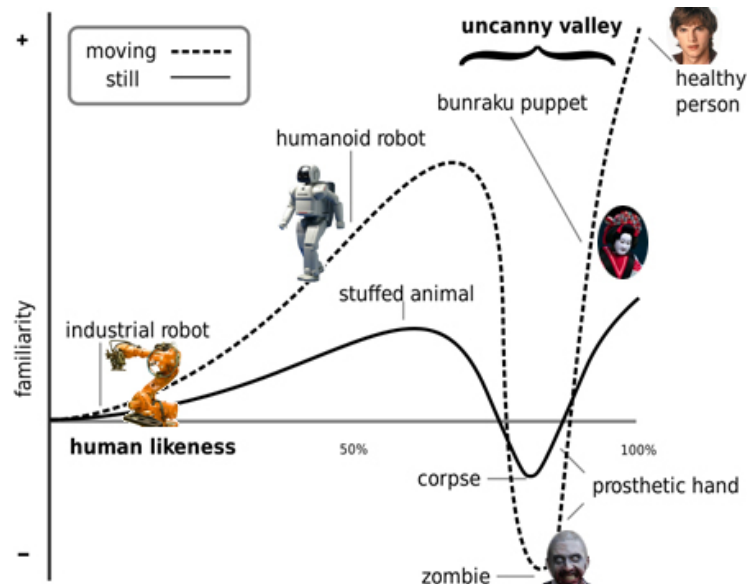 +
uncanny valley
moving
still
healthy
person
bunraku puppet
humanoid robot
stuffed animal
industrial robot
familiarity
human likeness
50%
100%
corpse
prosthetic hand
−
zombie